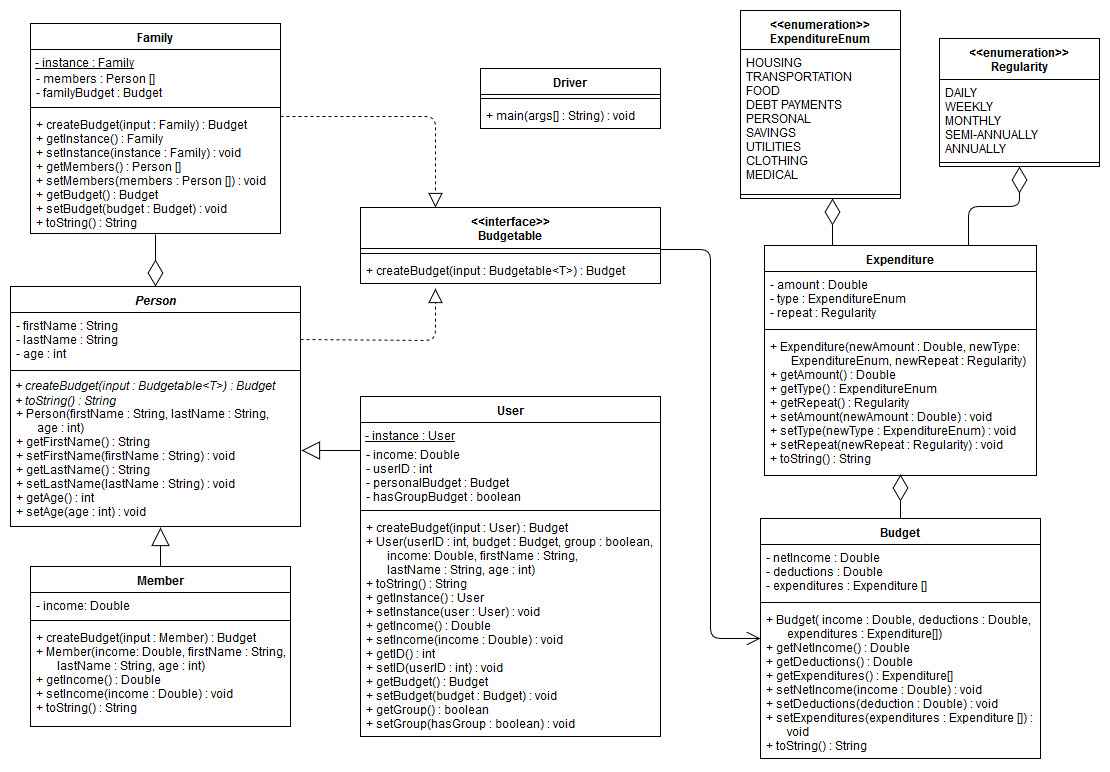 Family
- instance : Family
- members : Person []
- familyBudget : Budget
+ createBudget(input : Family) : Budget
+ getInstance() : Family
+ setInstance(instance : Family) : void
+ getMembers() : Person []
+ setMembers(members : Person []) : void
+ getBudget() : Budget
+ setBudget(budget : Budget) : void
+ toString() : String
Driver
+ main(args[] : String) : void
<<enumeration>>
ExpenditureEnum
HOUSING
TRANSPORTATION
FOOD
DEBT PAYMENTS
PERSONAL
SAVINGS
UTILITIES
CLOTHING
MEDICAL
<<enumeration>>
Regularity
DAILY
WEEKLY
MONTHLY
SEMI-ANNUALLY
ANNUALLY
<<interface>>
Budgetable
+ createBudget(input : Budgetable<T>) : Budget
Person
- firstName : String
- lastName : String
- age : int
+ createBudget(input : Budgetable<T>) : Budget
+ toString() : String
+ Person(firstName : String, lastName : String,
age : int)
+ getFirstName() : String
+ setFirstName(firstName : String) : void
+ getLastName() : String
+ setLastName(lastName : String) : void
+ getAge() : int
+ setAge(age : int) : void
Expenditure
- amount : Double
- type : ExpenditureEnum
- repeat : Regularity
+ Expenditure(newAmount : Double, newType:
ExpenditureEnum, newRepeat : Regularity)
+ getAmount() : Double
+ getType() : ExpenditureEnum
+ getRepeat() : Regularity
+ setAmount(newAmount : Double) : void
+ setType(newType : ExpenditureEnum) : void
+ setRepeat(newRepeat : Regularity) : void
+ toString() : String
User
- instance : User
- income: Double
- userID : int
- personalBudget : Budget
- hasGroupBudget : boolean
+ createBudget(input : User) : Budget
+ User(userID : int, budget : Budget, group : boolean,
income: Double, firstName : String,
lastName : String, age : int)
+ toString() : String
+ getInstance() : User
+ setInstance(user : User) : void
+ getIncome() : Double
+ setIncome(income : Double) : void
+ getID() : int
+ setID(userID : int) : void
+ getBudget() : Budget
+ setBudget(budget : Budget) : void
+ getGroup() : boolean
+ setGroup(hasGroup : boolean) : void
Member
- income: Double
+ createBudget(input : Member) : Budget
+ Member(income: Double, firstName : String,
lastName : String, age : int)
+ getIncome() : Double
+ setIncome(income : Double) : void
+ toString() : String
Budget
- netIncome : Double
- deductions : Double
- expenditures : Expenditure []
+ Budget( income : Double, deductions : Double,
expenditures : Expenditure[])
+ getNetIncome() : Double
+ getDeductions() : Double
+ getExpenditures() : Expenditure[]
+ setNetIncome(income : Double) : void
+ setDeductions(deduction : Double) : void
+ setExpenditures(expenditures : Expenditure []) :
void
+ toString() : String